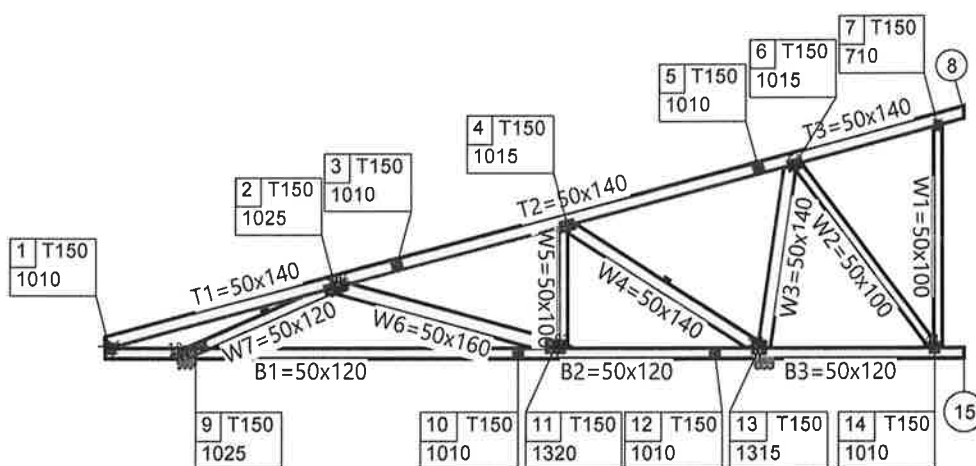 7 T150
710
6 T150
1015
8
5 T150
1010
T3=50x140
4 T150
1015
3 T150
1010
2 T150
1025
T2=50x140
1 T150
1010
T1=50x140
W1=50x100
W2=50x100
W3=50x140
W4=50x140
W5=50x100
W6=50x160
W7=50x120
B1=50x120
B2=50x120
B3=50x120
15
9 T150
1025
10 T150
1010
11 T150
1320
12 T150
1010
13 T150
1315
14 T150
1010